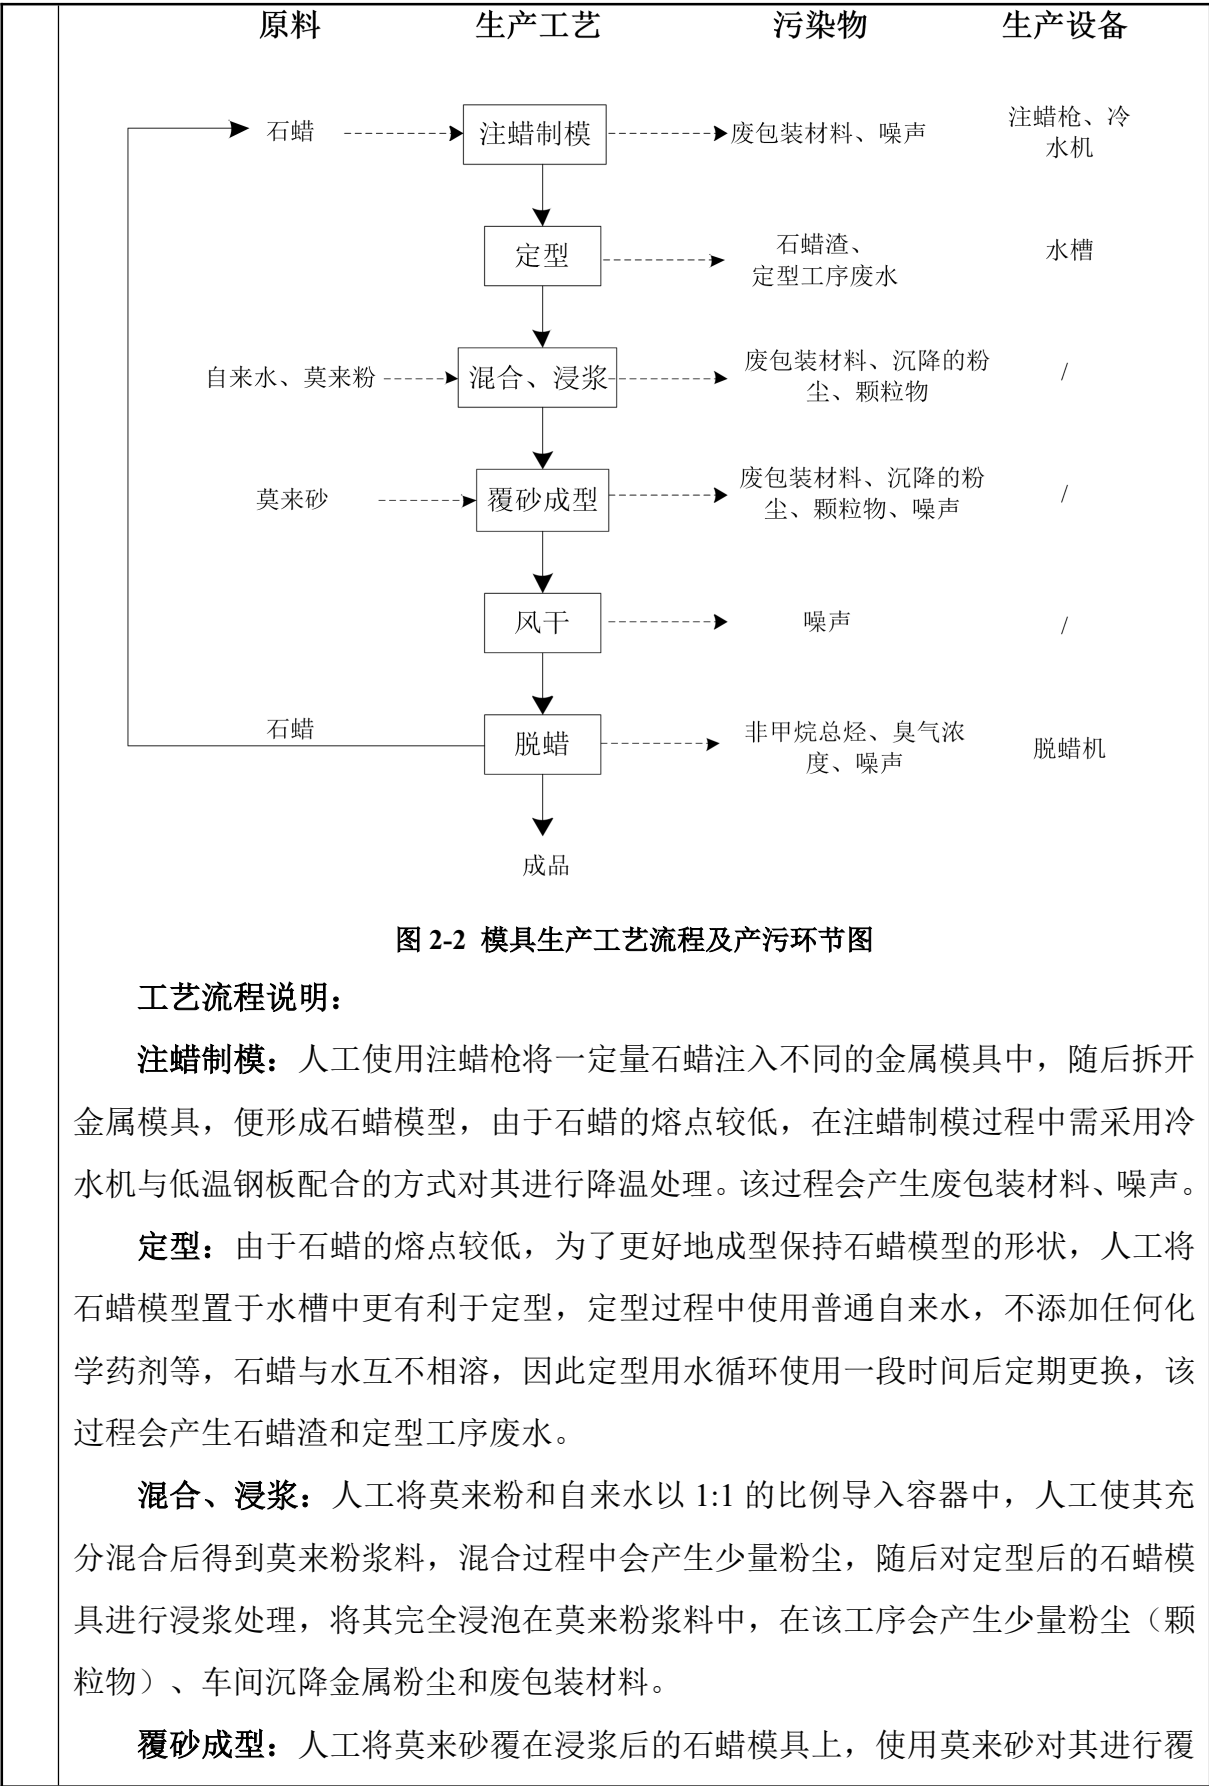 原料 生产工艺 污染物 生产设备
石蜡 注蜡制模 废包装材料、噪声 注蜡枪、冷
水机
定型 石蜡渣、
定型工序废水 水槽
自来水、莫来粉 混合、浸浆 废包装材料、沉降的粉
尘、颗粒物 /
莫来砂 覆砂成型 废包装材料、沉降的粉
尘、颗粒物、噪声 /
风干 噪声 /
石蜡 脱蜡 非甲烷总烃、臭气浓
度、噪声 脱蜡机
成品
图 2-2 模具生产工艺流程及产污环节图
工艺流程说明：
注蜡制模：人工使用注蜡枪将一定量石蜡注入不同的金属模具中，随后拆开
金属模具，便形成石蜡模型，由于石蜡的熔点较低，在注蜡制模过程中需采用冷
水机与低温钢板配合的方式对其进行降温处理。该过程会产生废包装材料、噪声。
定型：由于石蜡的熔点较低，为了更好地成型保持石蜡模型的形状，人工将
石蜡模型置于水槽中更有利于定型，定型过程中使用普通自来水，不添加任何化
学药剂等，石蜡与水互不相溶，因此定型用水循环使用一段时间后定期更换，该
过程会产生石蜡渣和定型工序废水。
混合、浸浆：人工将莫来粉和自来水以 1:1 的比例导入容器中，人工使其充
分混合后得到莫来粉浆料，混合过程中会产生少量粉尘，随后对定型后的石蜡模
具进行浸浆处理，将其完全浸泡在莫来粉浆料中，在该工序会产生少量粉尘（颗
粒物）、车间沉降金属粉尘和废包装材料。
覆砂成型：人工将莫来砂覆在浸浆后的石蜡模具上，使用莫来砂对其进行覆